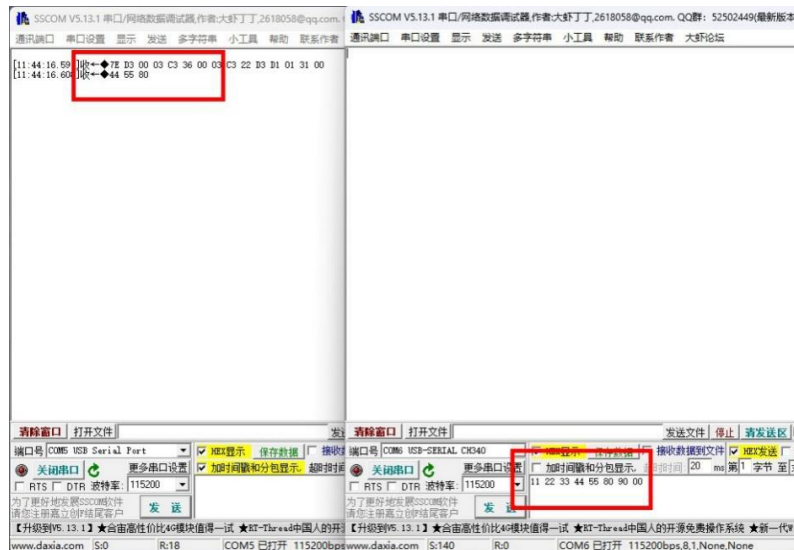 SSCOM V5.13.1 串口/网络数据调试器,作者:大虾丁丁,2618058@qq.com.
通讯端口 串口设置 显示 发送 多字符串 小工具 帮助 联系作者
[11:44:16.59 ]收←◆7E D3 00 03 C3 36 00 03 C3 22 D3 D1 01 31 00
[11:44:16.60 ]收←◆44 55 80
清除窗口 打开文件
端口号 COM5 USB Serial Port HEX显示 保存数据
关闭串口 更多串口设置 加时间戳和分包显示.
RTS DTR 波特率: 115200
为了更好地发展SSCOM软件
请您注册嘉立创F结尾客户 发 送
【升级到V5.13.1】★合宙高性价比4G模块值得一试 ★RT-Thread中国人的开
www.daxia.com S:0 R:18 COM5 已打开 115200bps
SSCOM V5.13.1 串口/网络数据调试器,作者:大虾丁丁,2618058@qq.com. QQ群: 52502449(最新版本
通讯端口 串口设置 显示 发送 多字符串 小工具 帮助 联系作者 大虾论坛
清除窗口 打开文件 发送文件 停止 清发送区
端口号 COM6 USB-SERIAL CH340 HEX显示 保存数据 接收数据到文件 HEX发送
关闭串口 更多串口设置 加时间戳和分包显示. 超时时间 20 ms 第1 字节 至
RTS DTR 波特率: 115200 11 22 33 44 55 80 90 00
为了更好地发展SSCOM软件
请您注册嘉立创F结尾客户 发 送
【升级到V5.13.1】★合宙高性价比4G模块值得一试 ★RT-Thread中国人的开源免费操作系统 ★新一代W
www.daxia.com S:140 R:0 COM6 已打开 115200bps,8,1,None,None